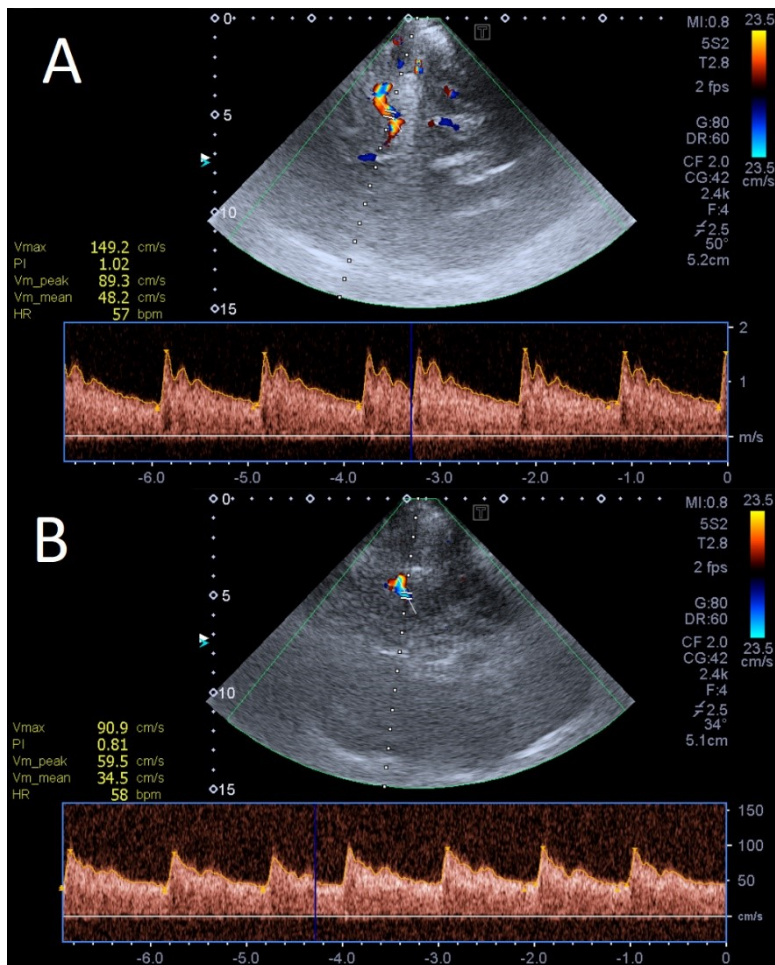 A
0
5
10
15
T
MI:0.8
5S2
T2.8
2 fps
G:80
DR:60
CF 2.0
CG:42
2.4k
F:4
2.5
50°
5.2cm
23.5
23.5
cm/s
Vmax 149.2 cm/s
PI 1.02
Vm_peak 89.3 cm/s
Vm_mean 48.2 cm/s
HR 57 bpm
2
1
m/s
-6.0 -5.0 -4.0 -3.0 -2.0 -1.0 0
B
0
5
10
15
T
MI:0.8
5S2
T2.8
2 fps
G:80
DR:60
CF 2.0
CG:42
2.4k
F:4
2.5
34°
5.1cm
23.5
23.5
cm/s
Vmax 90.9 cm/s
PI 0.81
Vm_peak 59.5 cm/s
Vm_mean 34.5 cm/s
HR 58 bpm
150
100
50
cm/s
-6.0 -5.0 -4.0 -3.0 -2.0 -1.0 0